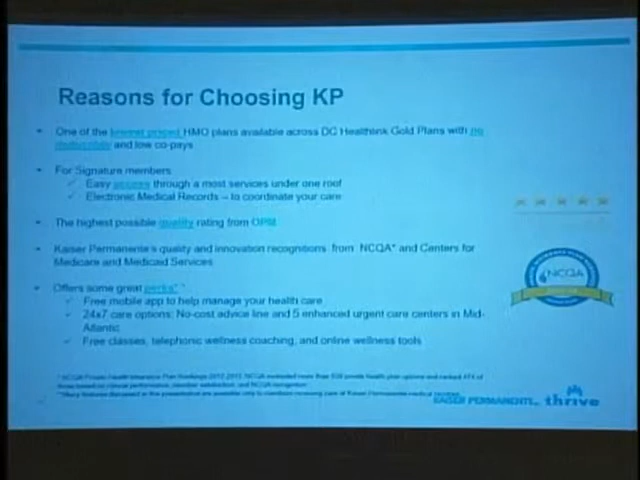 Reasons for Choosing KP
• One of the lowest priced HMO plans available across DC Healthlink Gold Plans with no
deductible and low co-pays
• For Signature members
✓ Easy access through a most services under one roof
✓ Electronic Medical Records – to coordinate your care
• The highest possible quality rating from OPM
• Kaiser Permanente's quality and innovation recognitions from NCQA* and Centers for
Medicare and Medicaid Services
NCQA
• Offers some great perks**
✓ Free mobile app to help manage your health care
✓ 24x7 care options: No-cost advice line and 5 enhanced urgent care centers in Mid-
Atlantic
✓ Free classes, telephonic wellness coaching, and online wellness tools
KAISER PERMANENTE. thrive